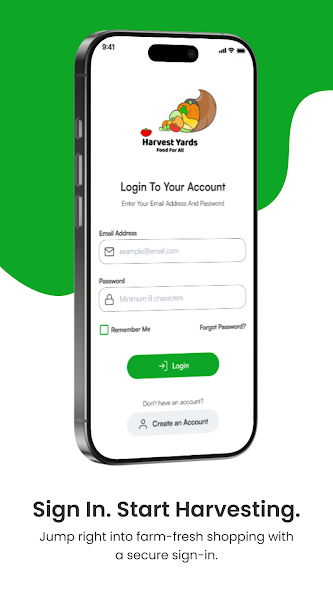 9:41
Harvest Yards
Food For All
Login To Your Account
Enter Your Email Address And Password
Email Address
example@email.com
Password
Minimum 8 characters
Remember Me
Forgot Password?
Login
Don't have an account?
Create an Account
Sign In. Start Harvesting.
Jump right into farm-fresh shopping with
a secure sign-in.